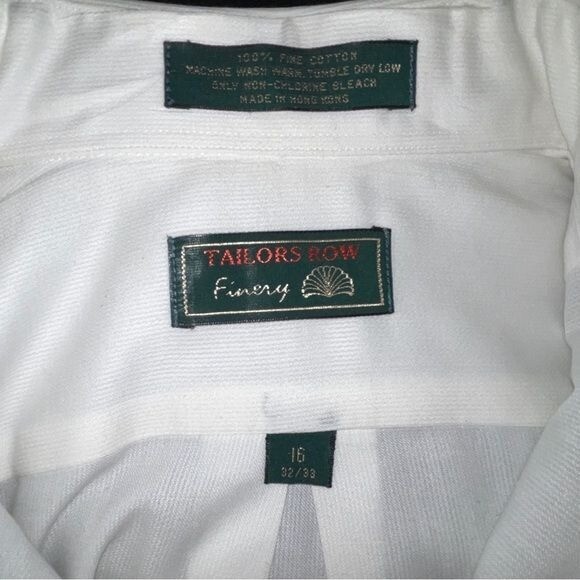 100% FINE COTTON
MACHINE WASH WARM, TUMBLE DRY LOW
ONLY NON-CHLORINE BLEACH
MADE IN HONG KONG
TAILORS ROW
Finery
16
32/33